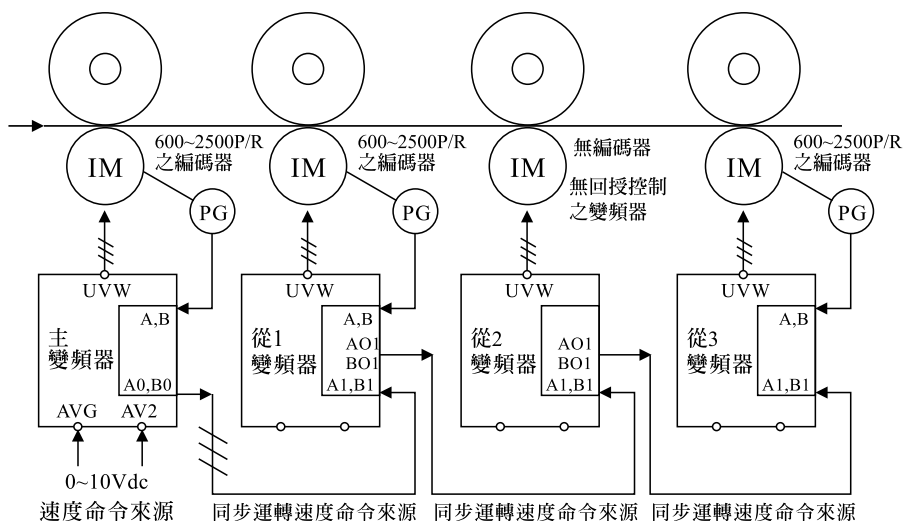 600~2500P/R
之編碼器
IM
PG
600~2500P/R
之編碼器
IM
PG
無編碼器
無回授控制
之變頻器
IM
600~2500P/R
之編碼器
IM
PG
UVW
A,B
主
變頻器
A0,B0
AVG
AV2
0~10Vdc
速度命令來源
UVW
A,B
從1
變頻器
AO1
BO1
A1,B1
同步運轉速度命令來源
UVW
從2
變頻器
AO1
BO1
A1,B1
同步運轉速度命令來源
UVW
A,B
從3
變頻器
A1,B1
同步運轉速度命令來源